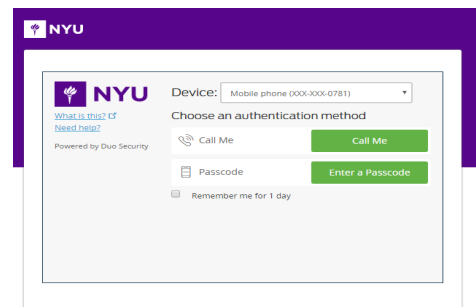 NYU
NYU
What is this?
Need help?
Powered by Duo Security
Device: Mobile phone (XXX-XXX-0781)
Choose an authentication method
Call Me Call Me
Passcode Enter a Passcode
Remember me for 1 day